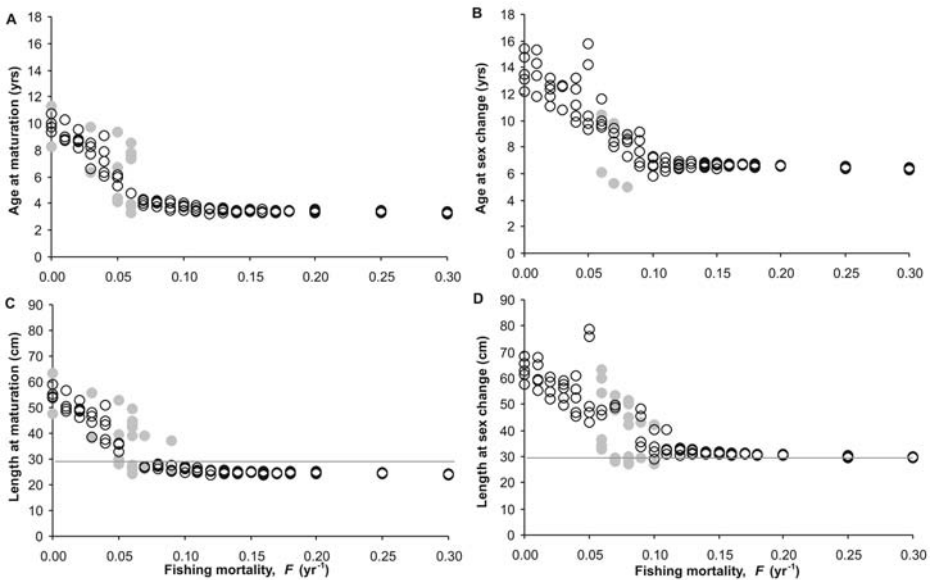 A
Age at maturation (yrs)
18
16
14
12
10
8
6
4
2
0
0.00 0.05 0.10 0.15 0.20 0.25 0.30
B
Age at sex change (yrs)
18
16
14
12
10
8
6
4
2
0
0.00 0.05 0.10 0.15 0.20 0.25 0.30
C
Length at maturation (cm)
90
80
70
60
50
40
30
20
10
0
0.00 0.05 0.10 0.15 0.20 0.25 0.30
Fishing mortality, F (yr⁻¹)
D
Length at sex change (cm)
90
80
70
60
50
40
30
20
10
0
0.00 0.05 0.10 0.15 0.20 0.25 0.30
Fishing mortality, F (yr⁻¹)